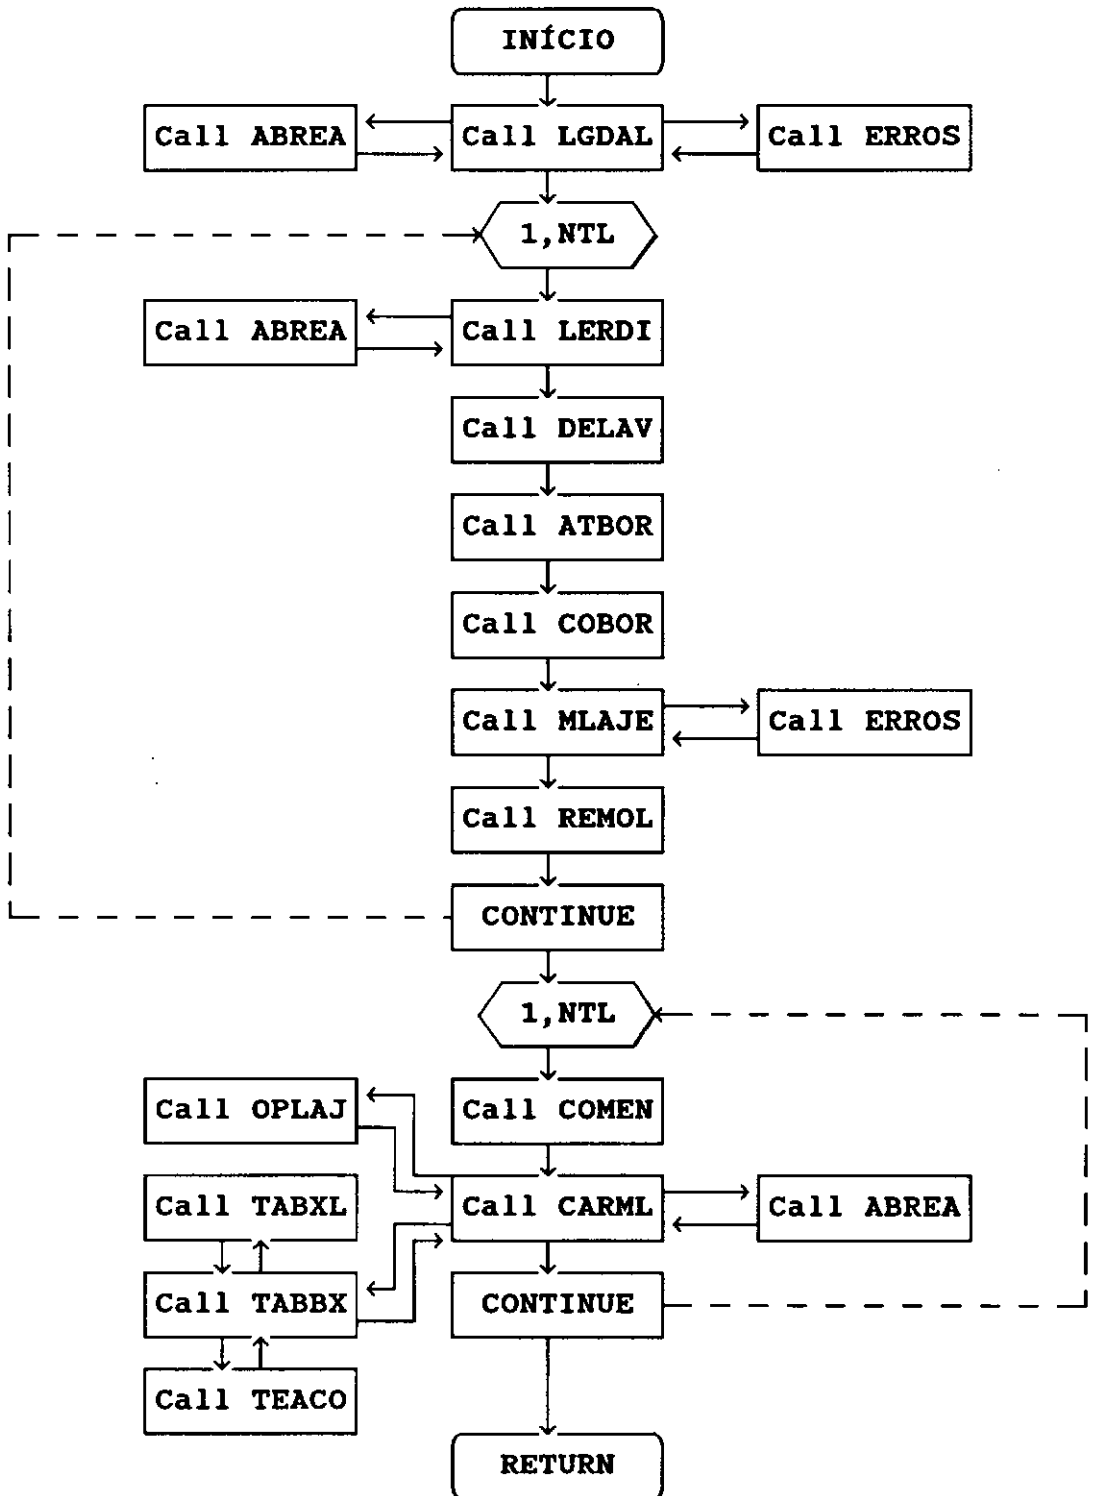 INÍCIO
Call ABREA
Call LGDAL
Call ERROS
1,NTL
Call ABREA
Call LERDI
Call DELAV
Call ATBOR
Call COBOR
Call MLAJE
Call ERROS
Call REMOL
CONTINUE
1,NTL
Call OPLAJ
Call COMEN
Call TABXL
Call CARML
Call ABREA
Call TABBX
CONTINUE
Call TEACO
RETURN